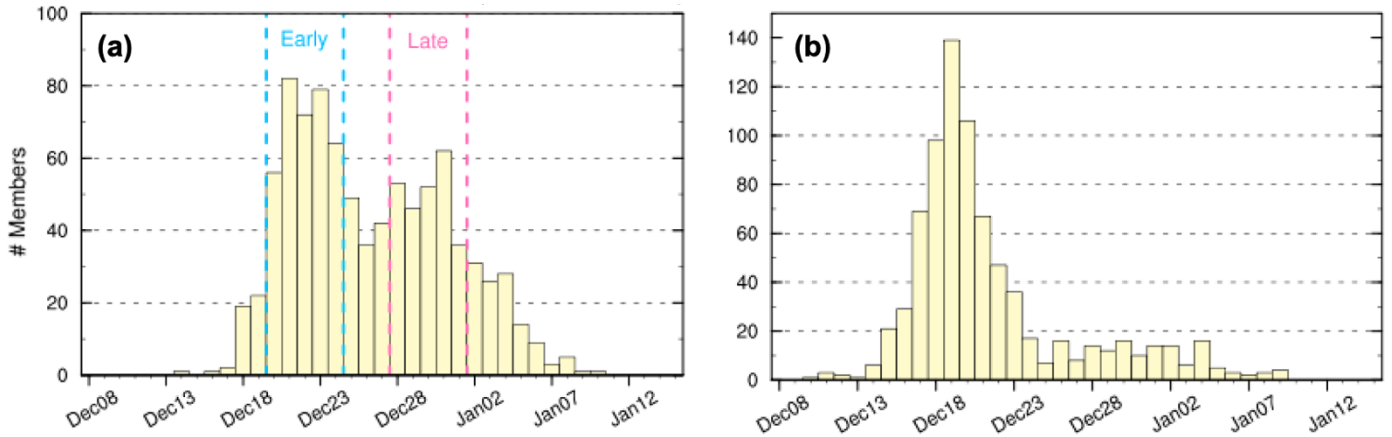 (a)
Early
Late
100
80
60
40
20
0
# Members
Dec08
Dec13
Dec18
Dec23
Dec28
Jan02
Jan07
Jan12
(b)
140
120
100
80
60
40
20
0
Dec08
Dec13
Dec18
Dec23
Dec28
Jan02
Jan07
Jan12